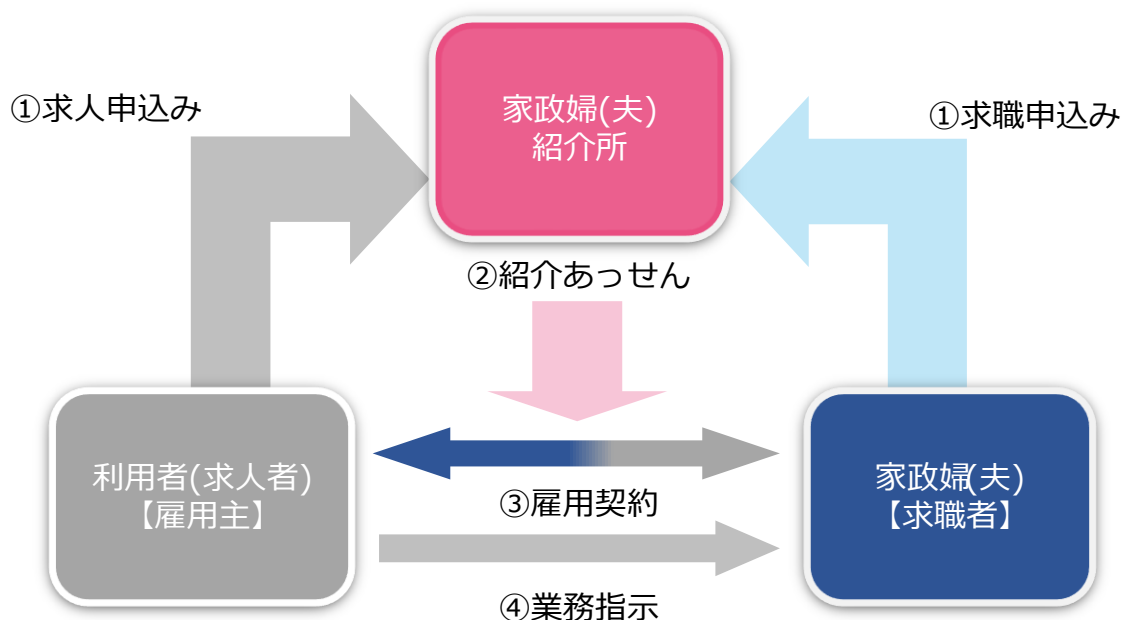 ①求人申込み
家政婦(夫)
紹介所
①求職申込み
②紹介あっせん
利用者(求人者)
【雇用主】
③雇用契約
家政婦(夫)
【求職者】
④業務指示